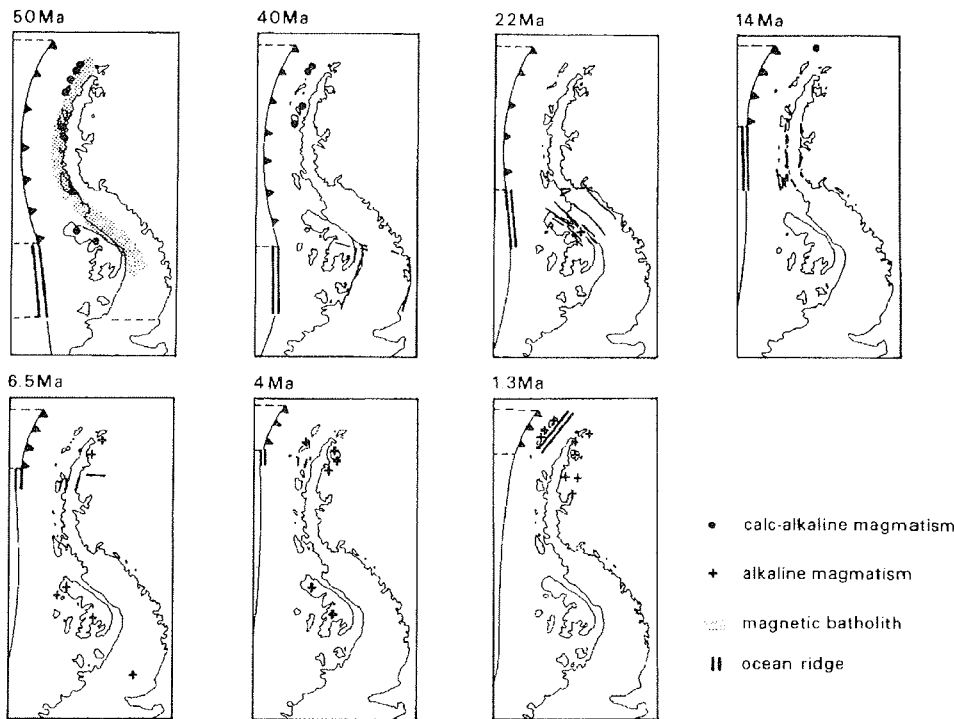 50Ma
40Ma
22Ma
14Ma
6.5Ma
4Ma
1.3Ma
calc-alkaline magmatism
alkaline magmatism
magnetic batholith
ocean ridge